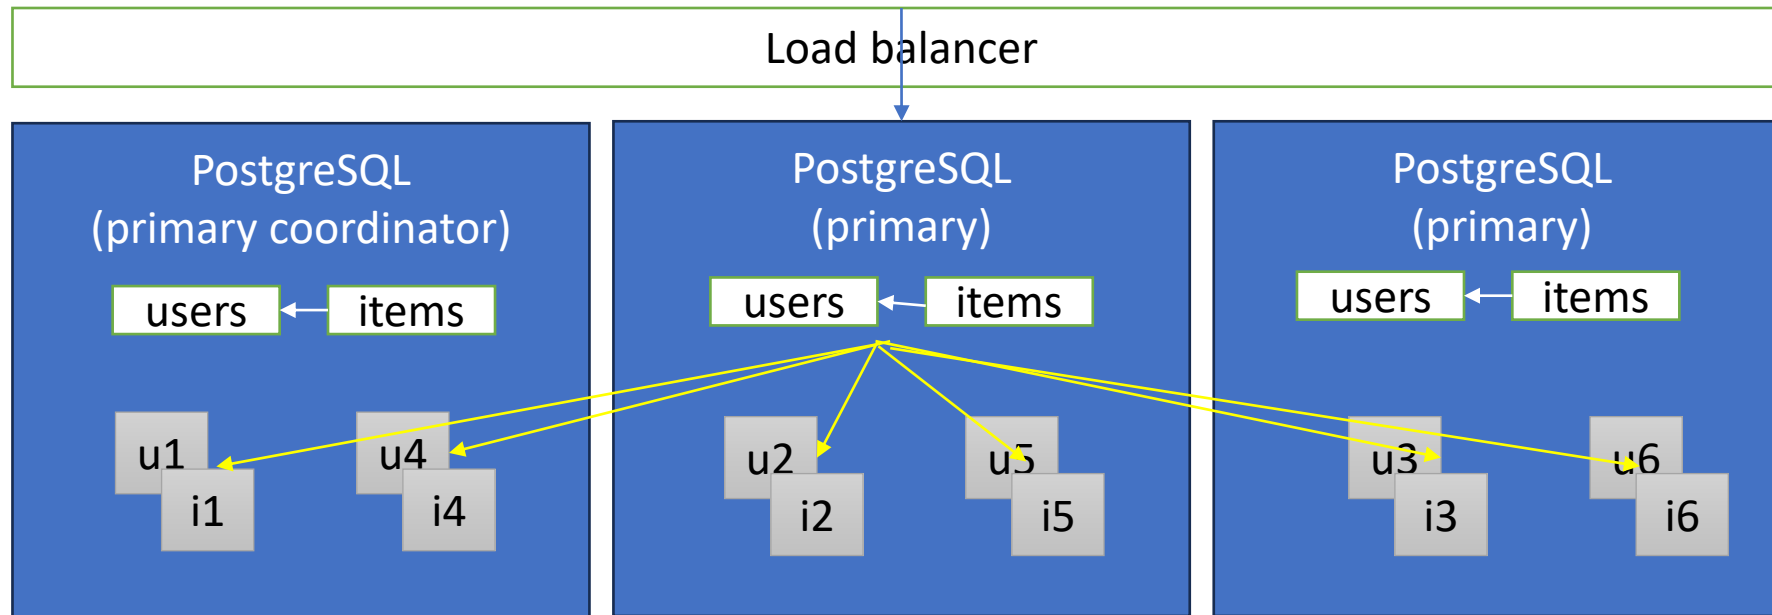 Load balancer
PostgreSQL
(primary coordinator)
users
items
u1
i1
u4
i4
PostgreSQL
(primary)
users
items
u2
i2
u5
i5
PostgreSQL
(primary)
users
items
u3
i3
u6
i6